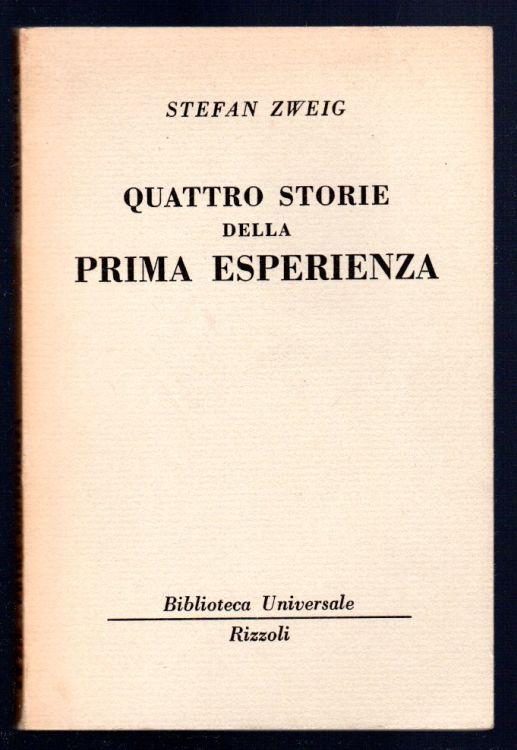 STEFAN ZWEIG
QUATTRO STORIE
DELLA
PRIMA ESPERIENZA
Biblioteca Universale
Rizzoli